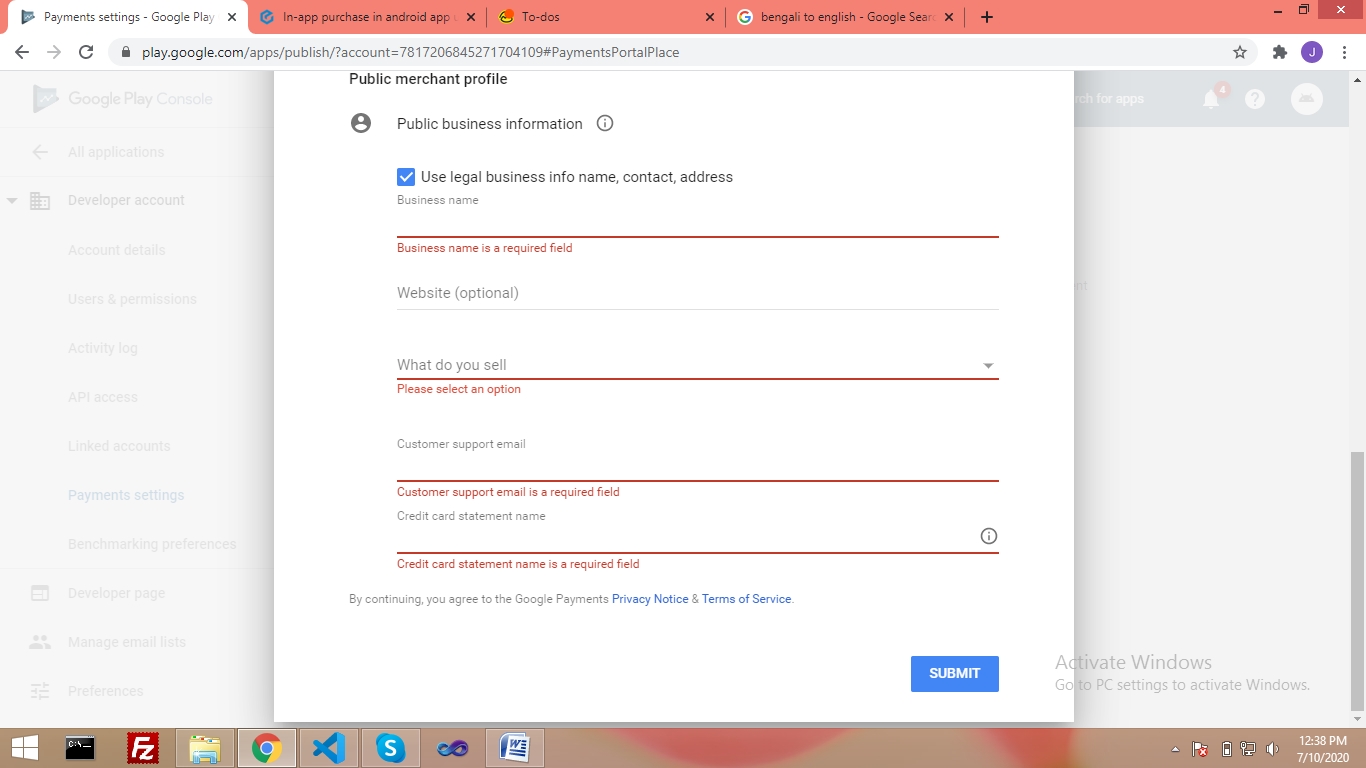 Payments settings - Google Play
In-app purchase in android app
To-dos
bengali to english - Google Sear
play.google.com/apps/publish/?account=7817206845271704109#PaymentsPortalPlace
J
Public merchant profile
Google Play Console
rch for apps
4
Public business information
All applications
Use legal business info name, contact, address
Developer account
Business name
Business name is a required field
Account details
Website (optional)
Users & permissions
Activity log
What do you sell
Please select an option
API access
Linked accounts
Customer support email
Customer support email is a required field
Payments settings
Credit card statement name
Benchmarking preferences
Credit card statement name is a required field
Developer page
By continuing, you agree to the Google Payments Privacy Notice & Terms of Service.
Manage email lists
Activate Windows
SUBMIT
Go to PC settings to activate Windows.
Preferences
12:38 PM
7/10/2020